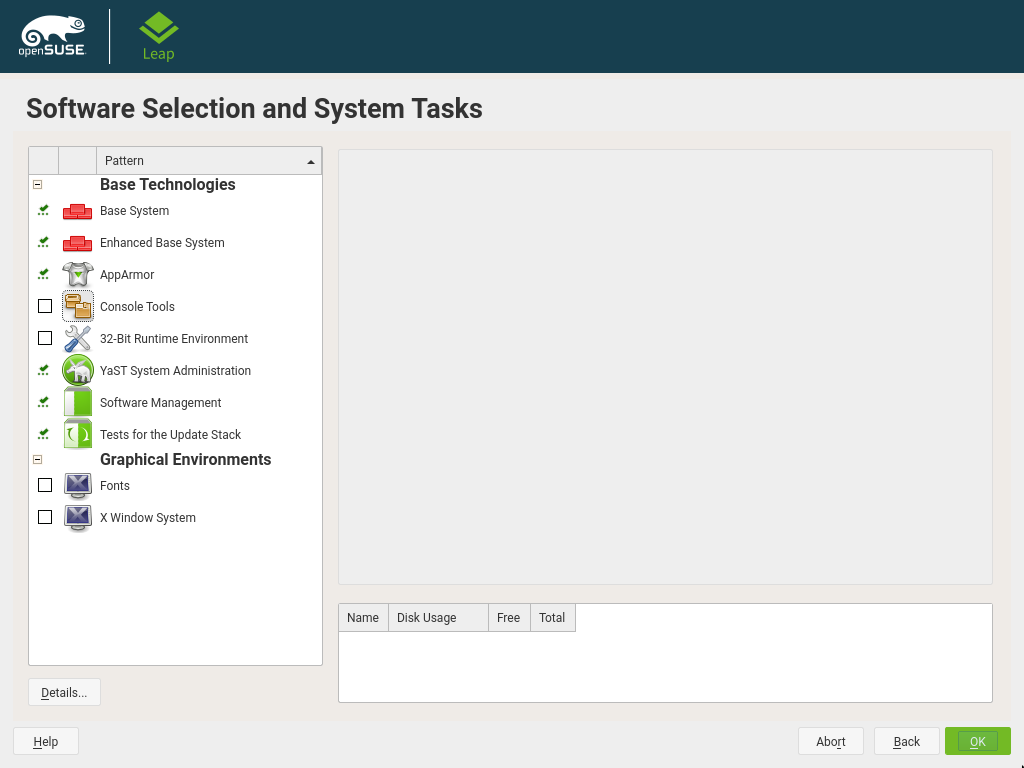 openSUSE
Leap
Software Selection and System Tasks
Pattern
Base Technologies
Base System
Enhanced Base System
AppArmor
Console Tools
32-Bit Runtime Environment
YaST System Administration
Software Management
Tests for the Update Stack
Graphical Environments
Fonts
X Window System
Name Disk Usage Free Total
Details...
Help Abort Back OK